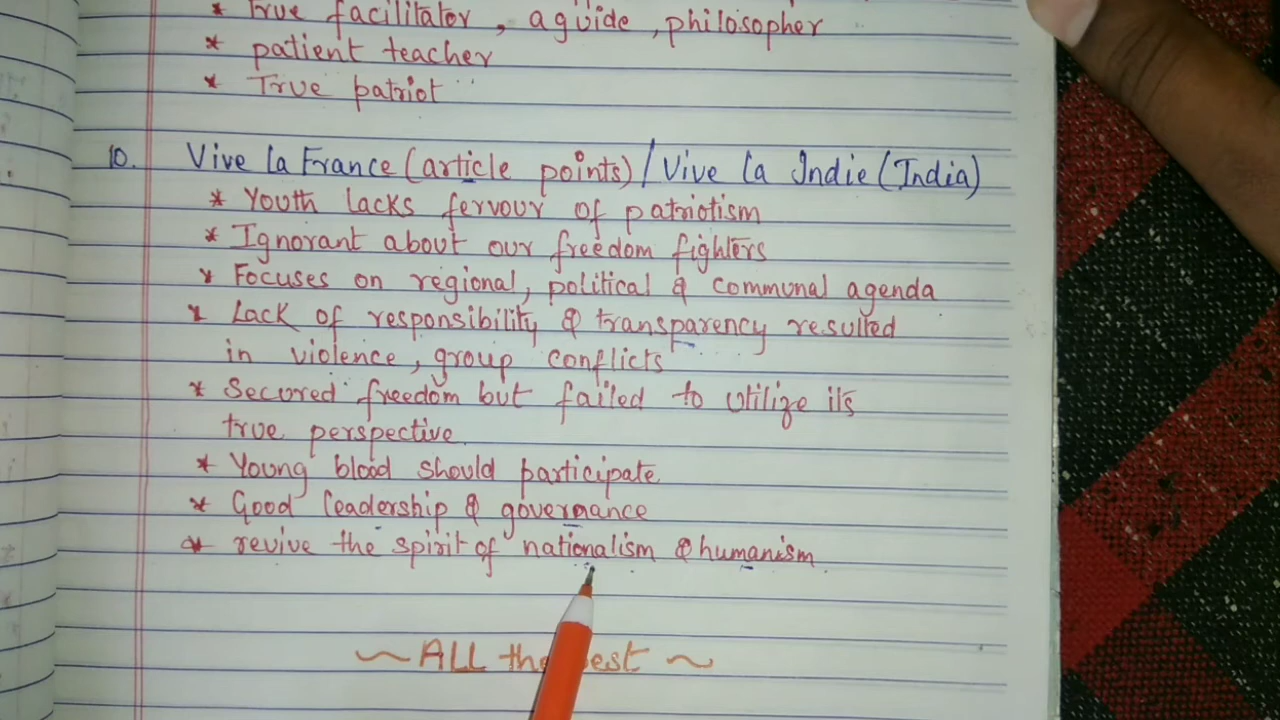 * True facilitator, a guide, philosopher
* patient teacher
* True patriot
10. Vive la France (article points) / Vive la Indie (India)
* Youth lacks fervour of patriotism
* Ignorant about our freedom fighters
* Focuses on regional, political & communal agenda
* Lack of responsibility & transparency resulted
in violence, group conflicts
* Secured freedom but failed to utilize its
true perspective.
* Young blood should participate
* Good leadership & governance
* revive the spirit of nationalism & humanism.
~ ALL the best ~